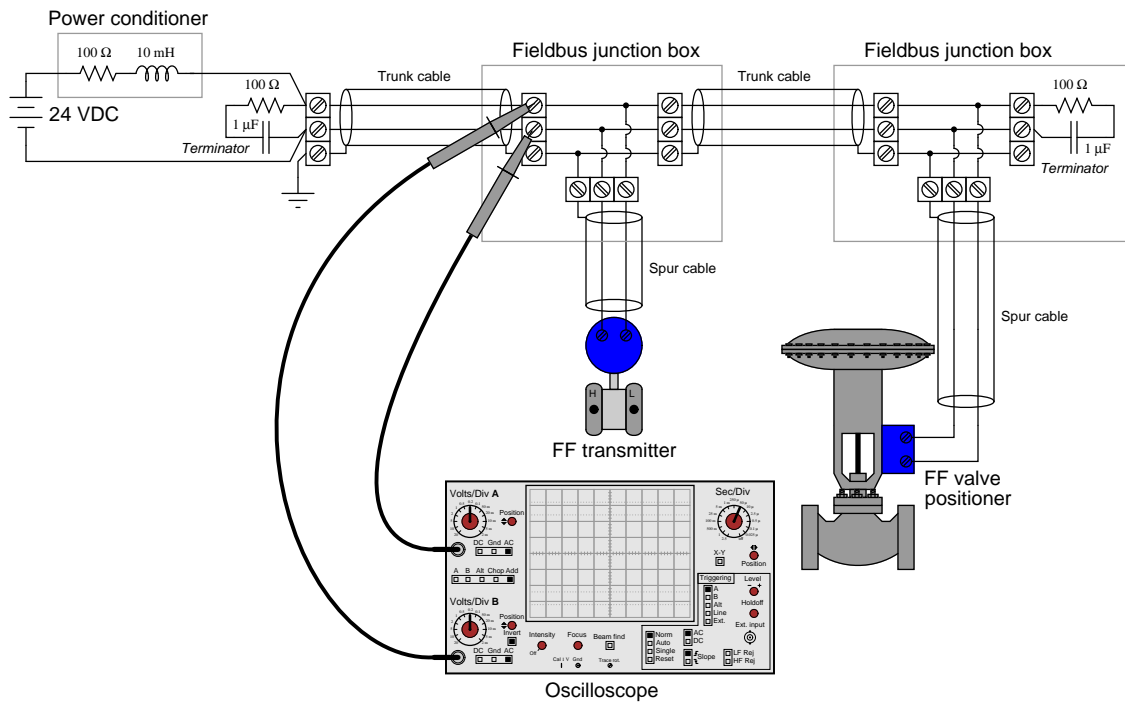 Power conditioner
100 Ω
10 mH
24 VDC
100 Ω
1 µF
Terminator
Trunk cable
Fieldbus junction box
Trunk cable
Fieldbus junction box
100 Ω
1 µF
Terminator
Spur cable
Spur cable
H
L
FF transmitter
FF valve
positioner
Volts/Div A
Position
DC Gnd AC
A B Alt Chop Add
Volts/Div B
Position
Invert
DC Gnd AC
Intensity
Off
Focus
Beam find
Cal 1 V Gnd
Trace rot.
Sec/Div
X-Y
Position
Triggering
A
B
Alt
Line
Ext.
Level
- +
Holdoff
Ext. input
Norm
Auto
Single
Reset
AC
DC
Slope
LF Rej
HF Rej
Oscilloscope